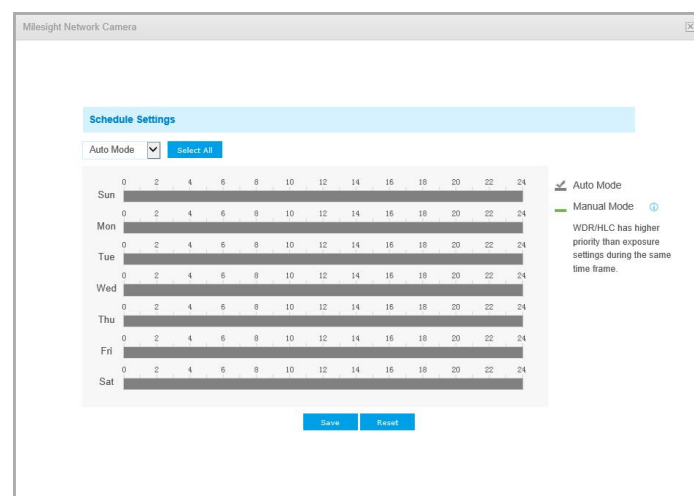 Milesight Network Camera
Schedule Settings
Auto Mode
Select All
0 2 4 6 8 10 12 14 16 18 20 22 24
Sun
0 2 4 6 8 10 12 14 16 18 20 22 24
Mon
0 2 4 6 8 10 12 14 16 18 20 22 24
Tue
0 2 4 6 8 10 12 14 16 18 20 22 24
Wed
0 2 4 6 8 10 12 14 16 18 20 22 24
Thu
0 2 4 6 8 10 12 14 16 18 20 22 24
Fri
0 2 4 6 8 10 12 14 16 18 20 22 24
Sat
Auto Mode
Manual Mode
WDR/HLC has higher
priority than exposure
settings during the same
time frame.
Save
Reset